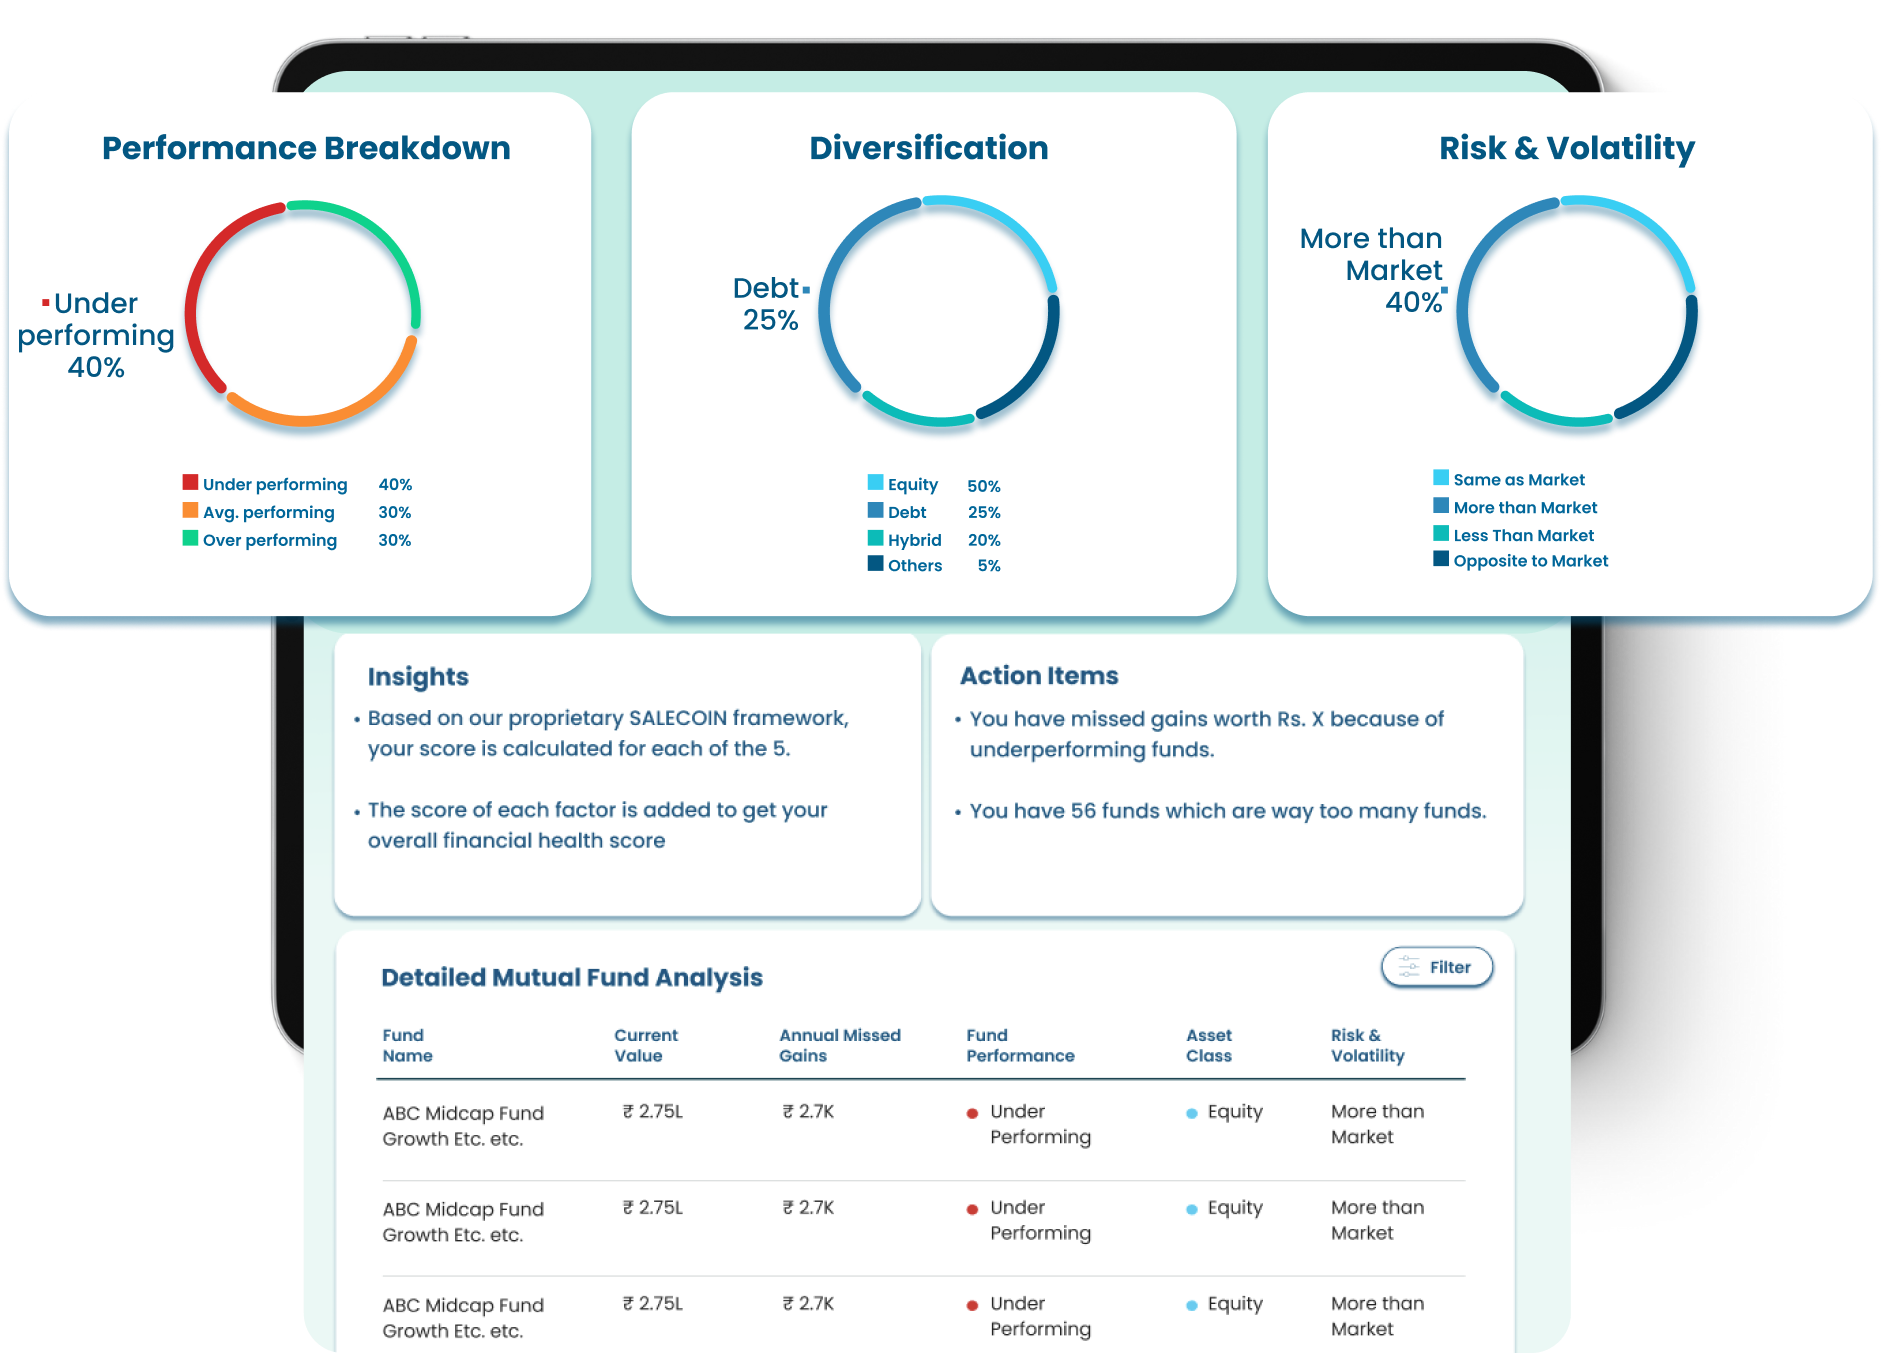 Performance Breakdown
Under
performing
40%
Under performing 40%
Avg. performing 30%
Over performing 30%
Diversification
Debt
25%
Equity 50%
Debt 25%
Hybrid 20%
Others 5%
Risk & Volatility
More than
Market
40%
Same as Market
More than Market
Less Than Market
Opposite to Market
Insights
• Based on our proprietary SALECOIN framework,
your score is calculated for each of the 5.
• The score of each factor is added to get your
overall financial health score
Action Items
• You have missed gains worth Rs. X because of
underperforming funds.
• You have 56 funds which are way too many funds.
Detailed Mutual Fund Analysis
Filter
Fund Current Annual Missed Fund Asset Risk &
Name Value Gains Performance Class Volatility
ABC Midcap Fund ₹ 2.75L ₹ 2.7K Under Equity More than
Growth Etc. etc. Performing Market
ABC Midcap Fund ₹ 2.75L ₹ 2.7K Under Equity More than
Growth Etc. etc. Performing Market
ABC Midcap Fund ₹ 2.75L ₹ 2.7K Under Equity More than
Growth Etc. etc. Performing Market